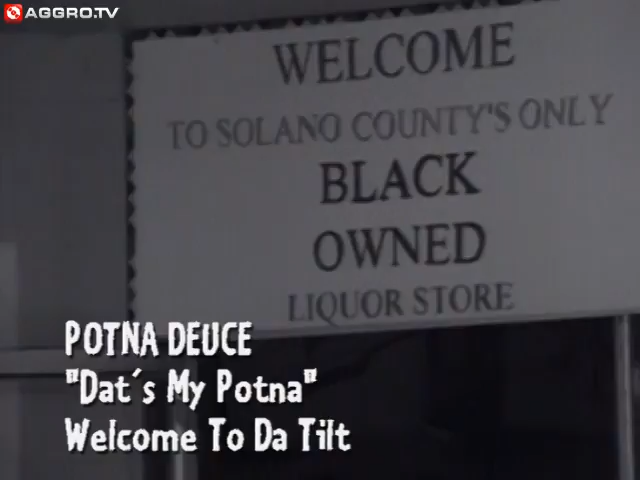 AGGRO.TV
WELCOME
TO SOLANO COUNTY'S ONLY
BLACK
OWNED
LIQUOR STORE
POTNA DEUCE
"Dat´s My Potna"
Welcome To Da Tilt